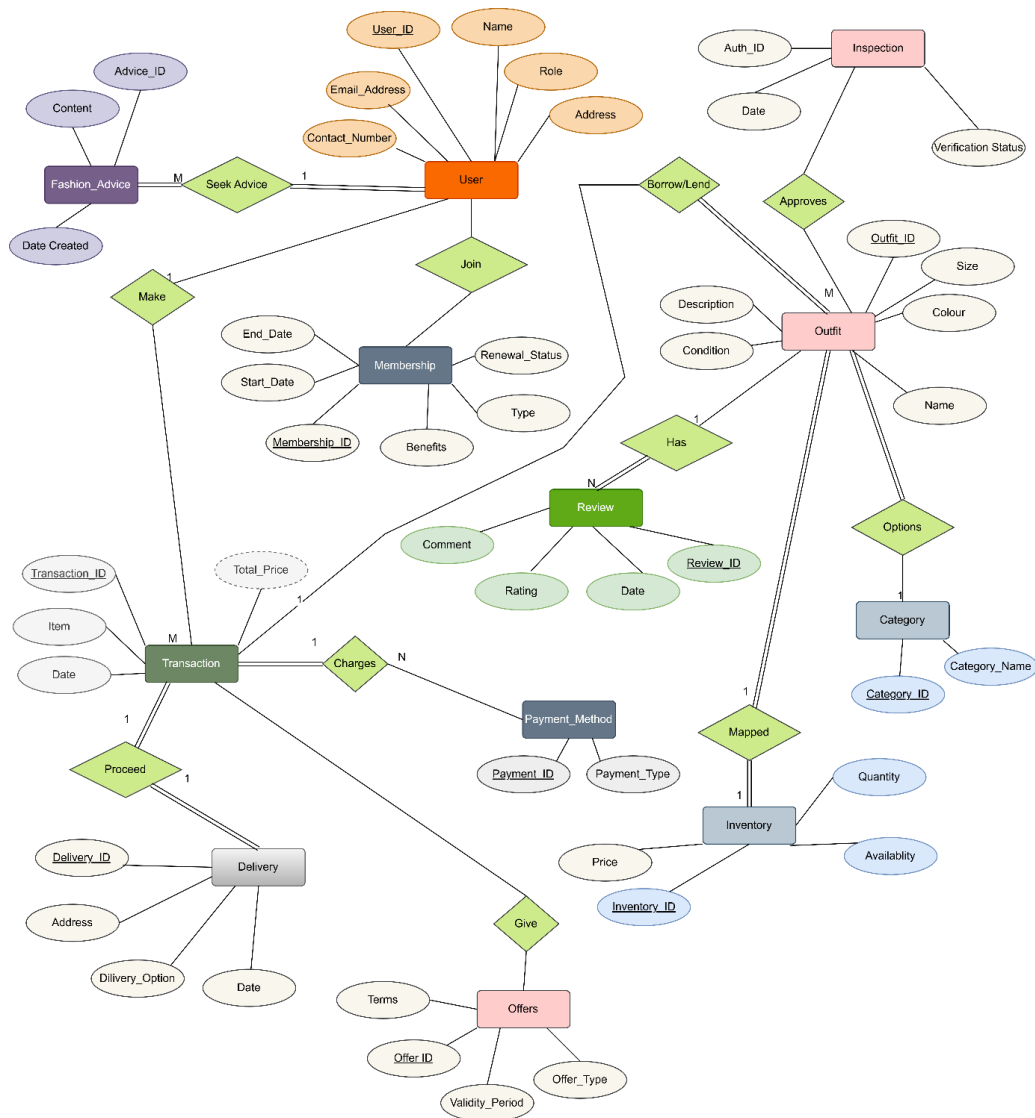 User_ID
Name
Auth_ID
Inspection
Advice_ID
Email_Address
Role
Content
Date
Contact_Number
Address
Verification Status
Fashion_Advice
M
Seek Advice
1
User
Borrow/Lend
Approves
Date Created
Outfit_ID
Join
Size
1
Make
M
Description
Colour
End_Date
Outfit
Renewal_Status
Condition
Membership
Start_Date
Name
Type
1
Membership_ID
Benefits
Has
N
Review
Options
Comment
Review_ID
Transaction_ID
Total_Price
Rating
Date
1
1
Category
Item
M
1
N
Category_Name
Transaction
Charges
Date
Category_ID
1
1
Payment_Method
Mapped
Proceed
1
Payment_ID
Payment_Type
Quantity
1
Inventory
Delivery_ID
Price
Availablity
Delivery
Inventory_ID
Address
Give
Dilivery_Option
Date
Terms
Offers
Offer ID
Offer_Type
Validity_Period